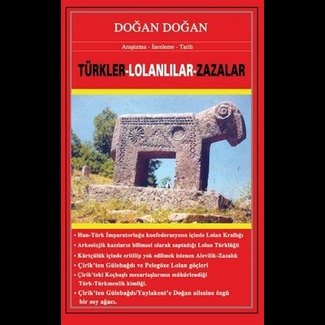 DOĞAN DOĞAN
Araştırma - İnceleme - Tarih
TÜRKLER-LOLANLILAR-ZAZALAR
• Hun-Türk İmparatorluğu konfederasyonu içinde Lolan Krallığı
• Arkeolojik kazıların bilimsel olarak saptadığı Lolan Türklüğü
• Kürtçülük içinde eritilip yok edilmek istenen Alevilik-Zazalık
• Çirik'ten Gülebağdı ve Pelegöze Lolan göçleri
• Çirik'teki Koçbaşlı mezartaşlarının mühürlendiği
Türk-Türkmenlik kimliği.
• Çirik'ten Gülebağdı/Yaylakent'e Doğan ailesine özgü
bir soy ağacı.